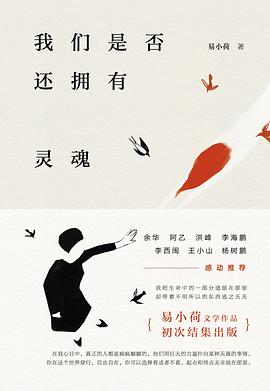 我们是否
易小荷 著
还拥有
灵魂
余华 阿乙 洪峰 李海鹏
李西闽 王小山 杨树鹏
感动推荐
我把生命中的一部分遗留在那里
却带着不明所以的东西逃之夭夭
{ 易小荷文学作品 }
初次结集出版
在我心目中，真正的人都是疯疯癫癫的，他们用巨大的力量扑向某种天真的事情，
你在这个世界穿行，自由自在，你可以选择看或者不看，起点和终点无非就在那里。